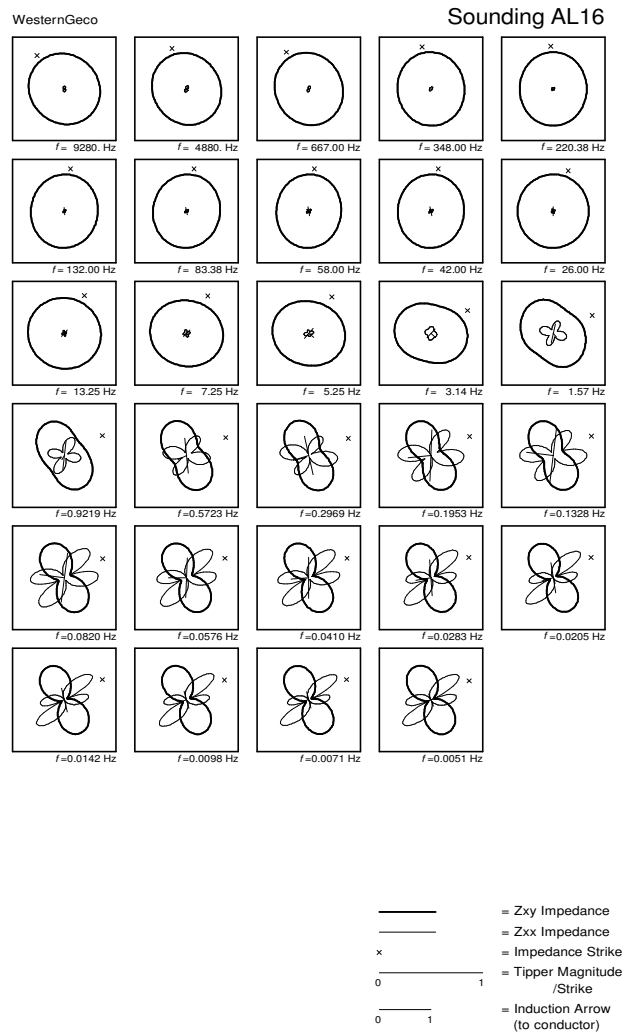 WesternGeco
Sounding AL16
f = 9280. Hz
f = 4880. Hz
f = 667.00 Hz
f = 348.00 Hz
f = 220.38 Hz
f = 132.00 Hz
f = 83.38 Hz
f = 58.00 Hz
f = 42.00 Hz
f = 26.00 Hz
f = 13.25 Hz
f = 7.25 Hz
f = 5.25 Hz
f = 3.14 Hz
f = 1.57 Hz
f =0.9219 Hz
f =0.5723 Hz
f =0.2969 Hz
f =0.1953 Hz
f =0.1328 Hz
f =0.0820 Hz
f =0.0576 Hz
f =0.0410 Hz
f =0.0283 Hz
f =0.0205 Hz
f =0.0142 Hz
f =0.0098 Hz
f =0.0071 Hz
f =0.0051 Hz
= Zxy Impedance
= Zxx Impedance
× = Impedance Strike
= Tipper Magnitude
0 1 /Strike
= Induction Arrow
0 1 (to conductor)